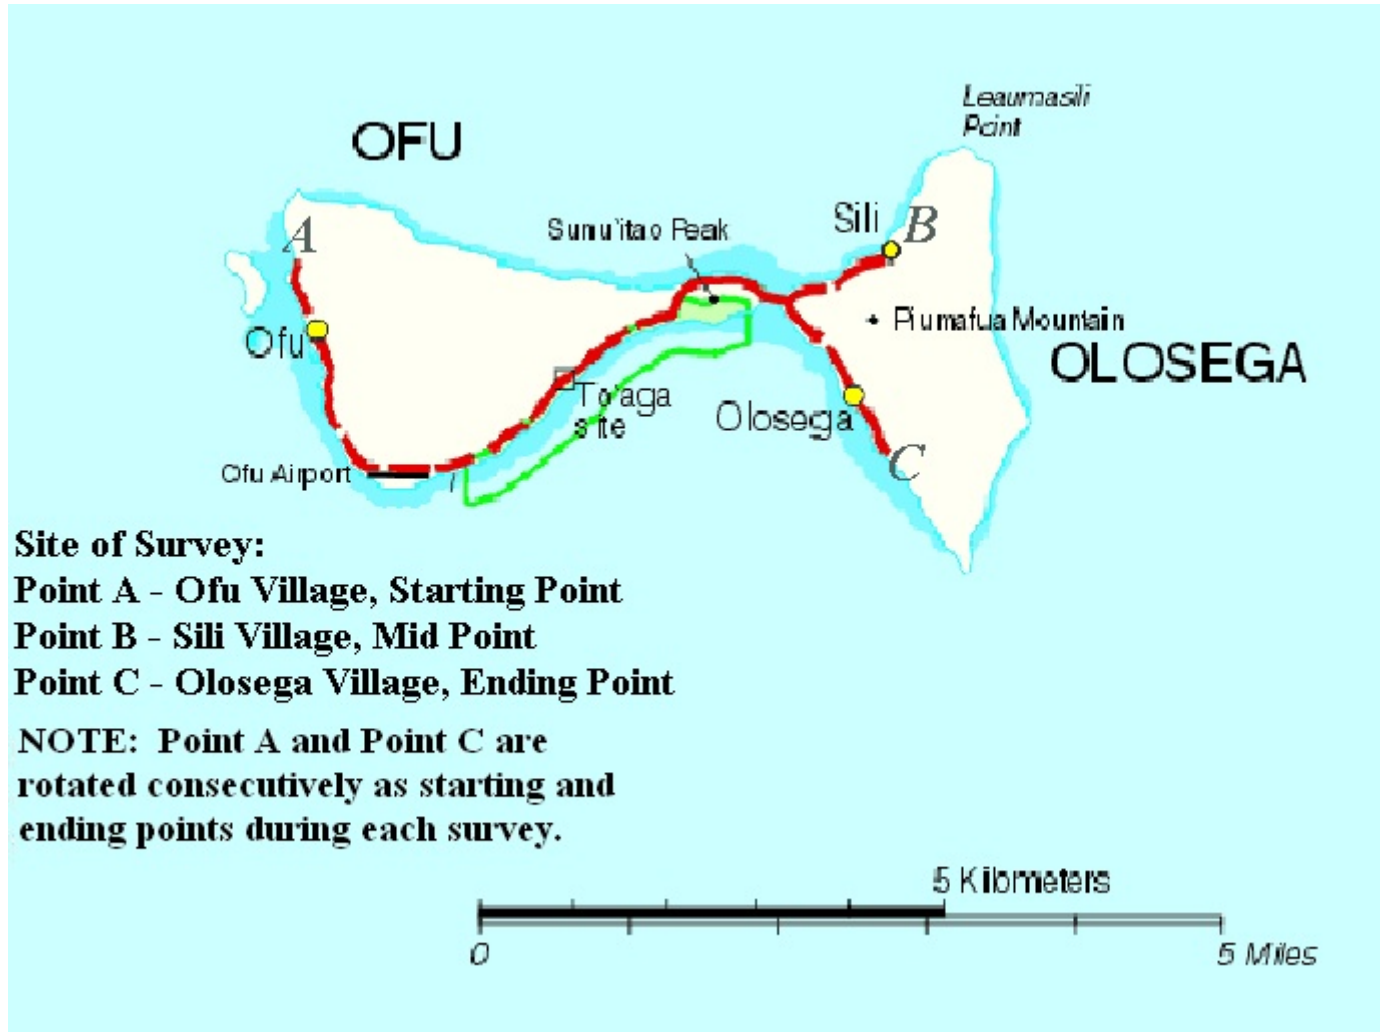 Leaumasili
Point
OFU
Sunu'itao Peak
Sili
B
A
Piumafua Mountain
Ofu
OLOSEGA
To'aga
site
Olosega
C
Ofu Airport
Site of Survey:
Point A - Ofu Village, Starting Point
Point B - Sili Village, Mid Point
Point C - Olosega Village, Ending Point
NOTE: Point A and Point C are
rotated consecutively as starting and
ending points during each survey.
5 Kilometers
0
5 Miles